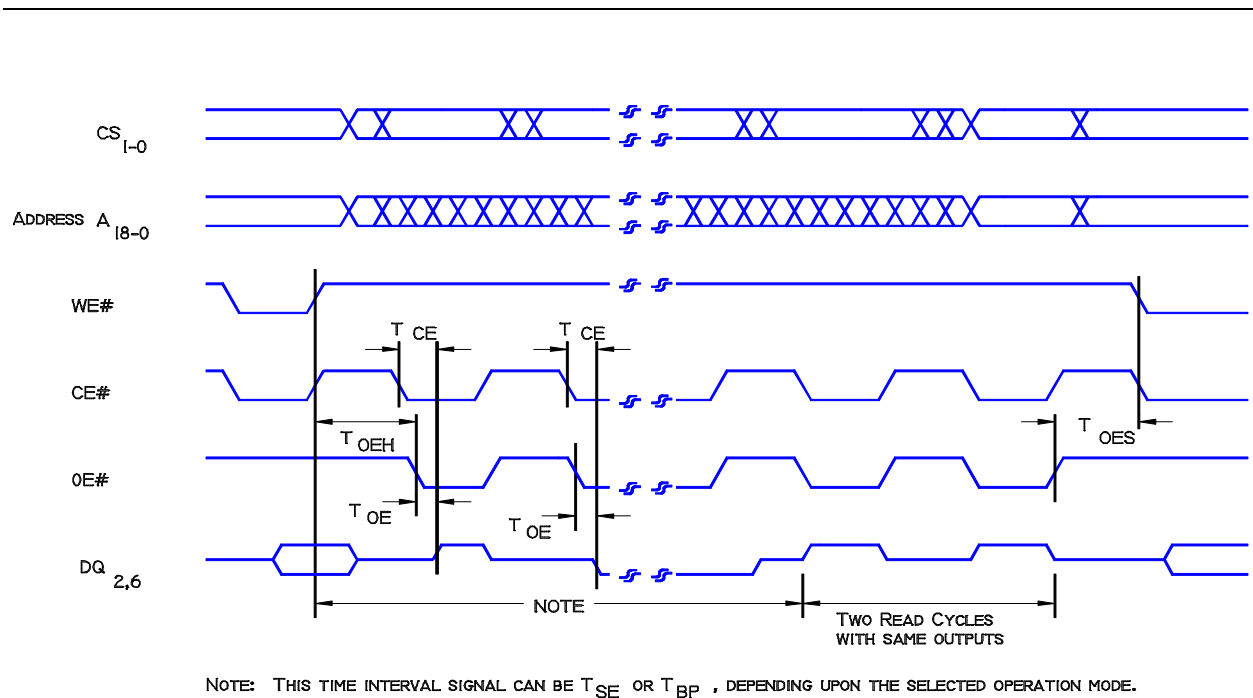 CS I-0
ADDRESS A I8-0
WE#
T CE T CE
CE#
T OEH T OES
0E#
T OE T OE
DQ 2,6
NOTE
TWO READ CYCLES
WITH SAME OUTPUTS
NOTE: THIS TIME INTERVAL SIGNAL CAN BE T SE OR T BP , DEPENDING UPON THE SELECTED OPERATION MODE.